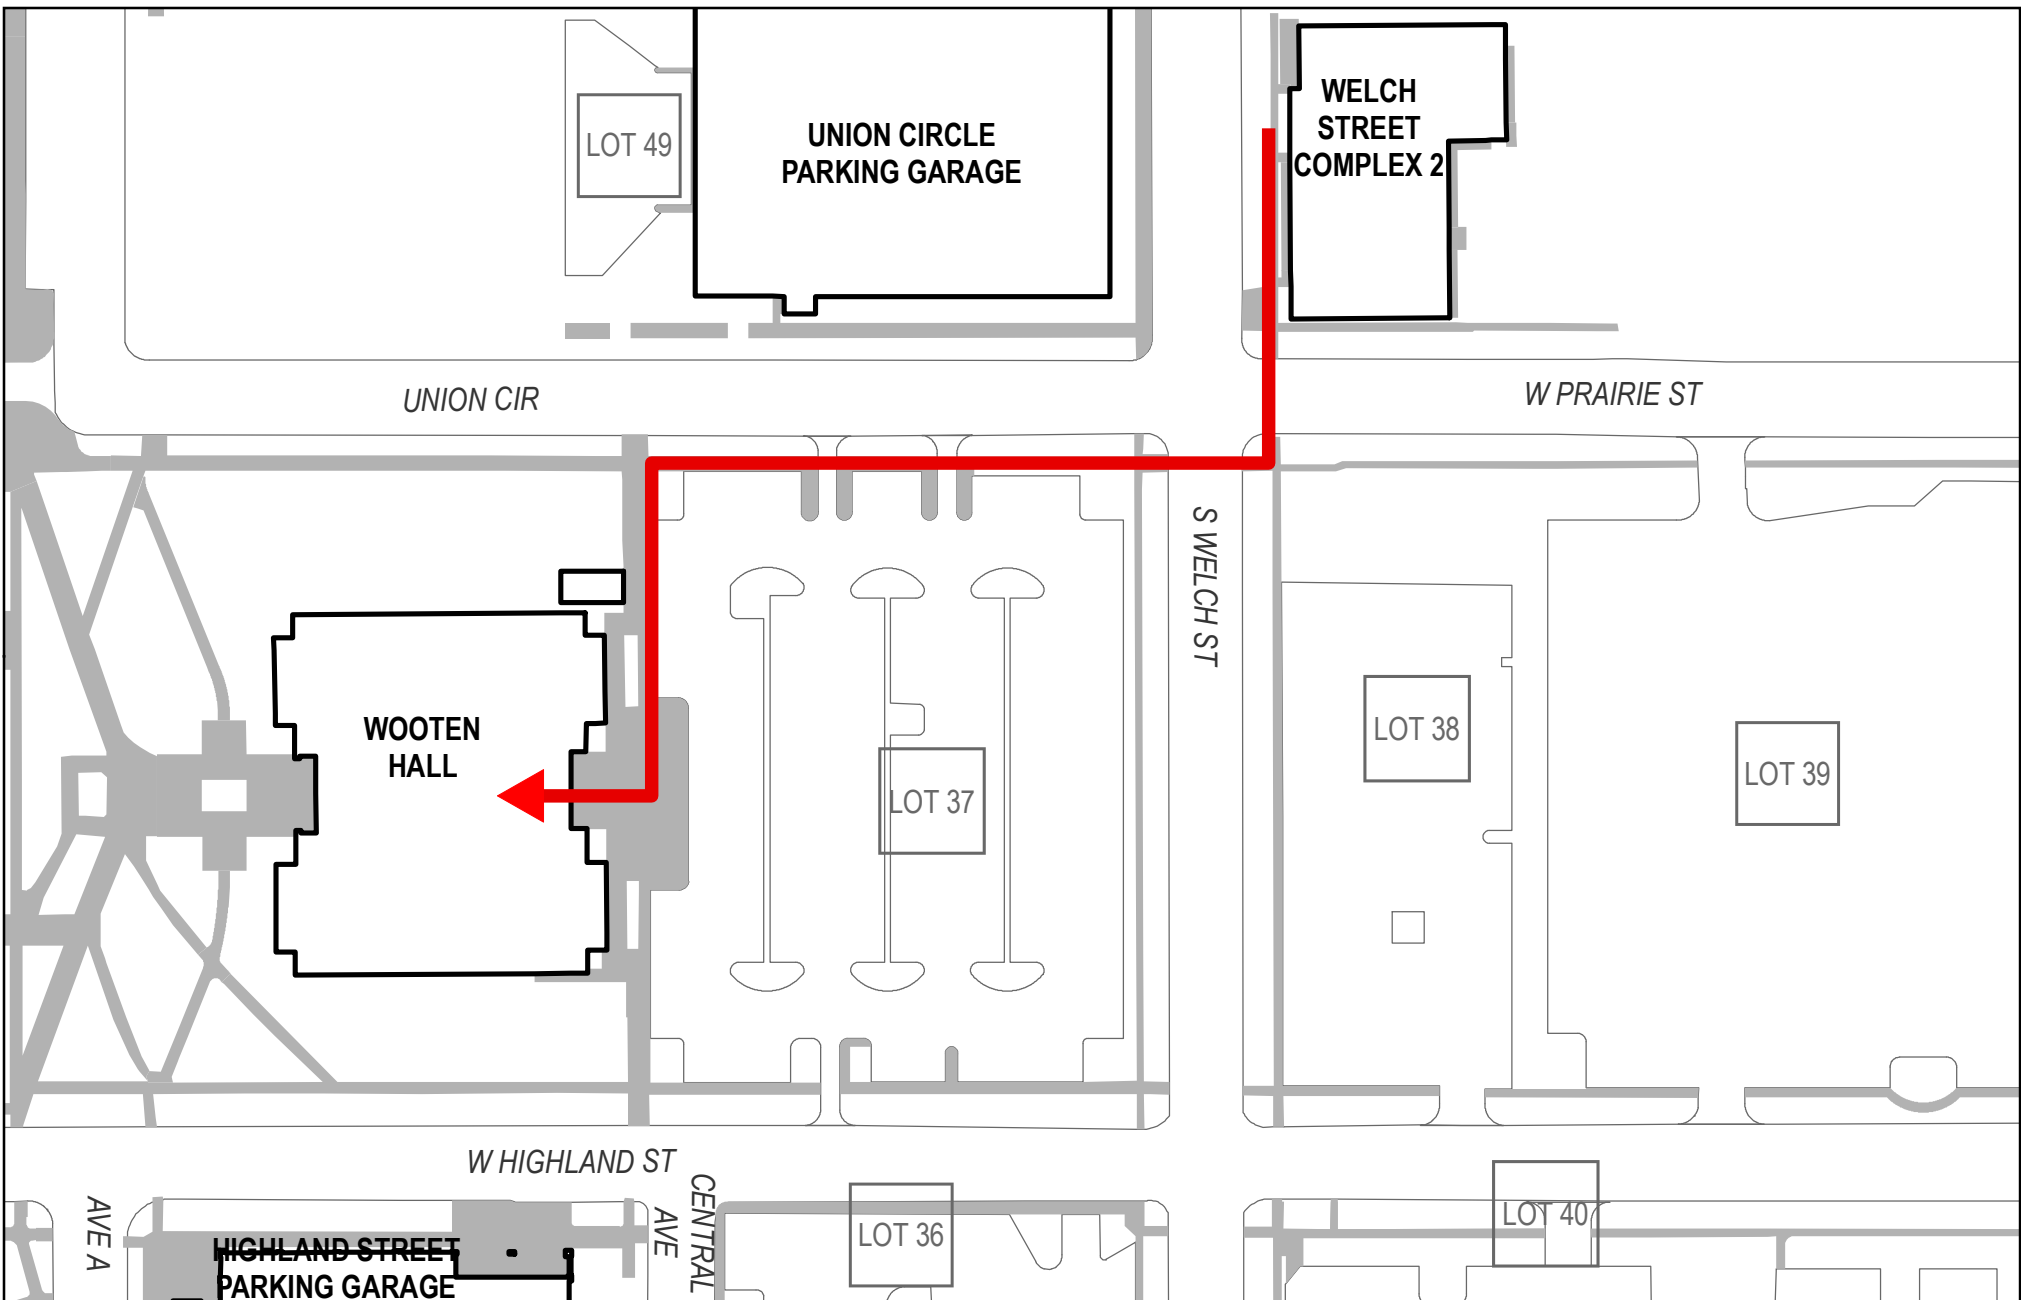 WELCH
STREET
COMPLEX 2
UNION CIRCLE
PARKING GARAGE
LOT 49
UNION CIR
W PRAIRIE ST
S WELCH ST
WOOTEN
HALL
LOT 37
LOT 38
LOT 39
W HIGHLAND ST
AVE A
CENTRAL
AVE
LOT 36
LOT 40
HIGHLAND STREET
PARKING GARAGE